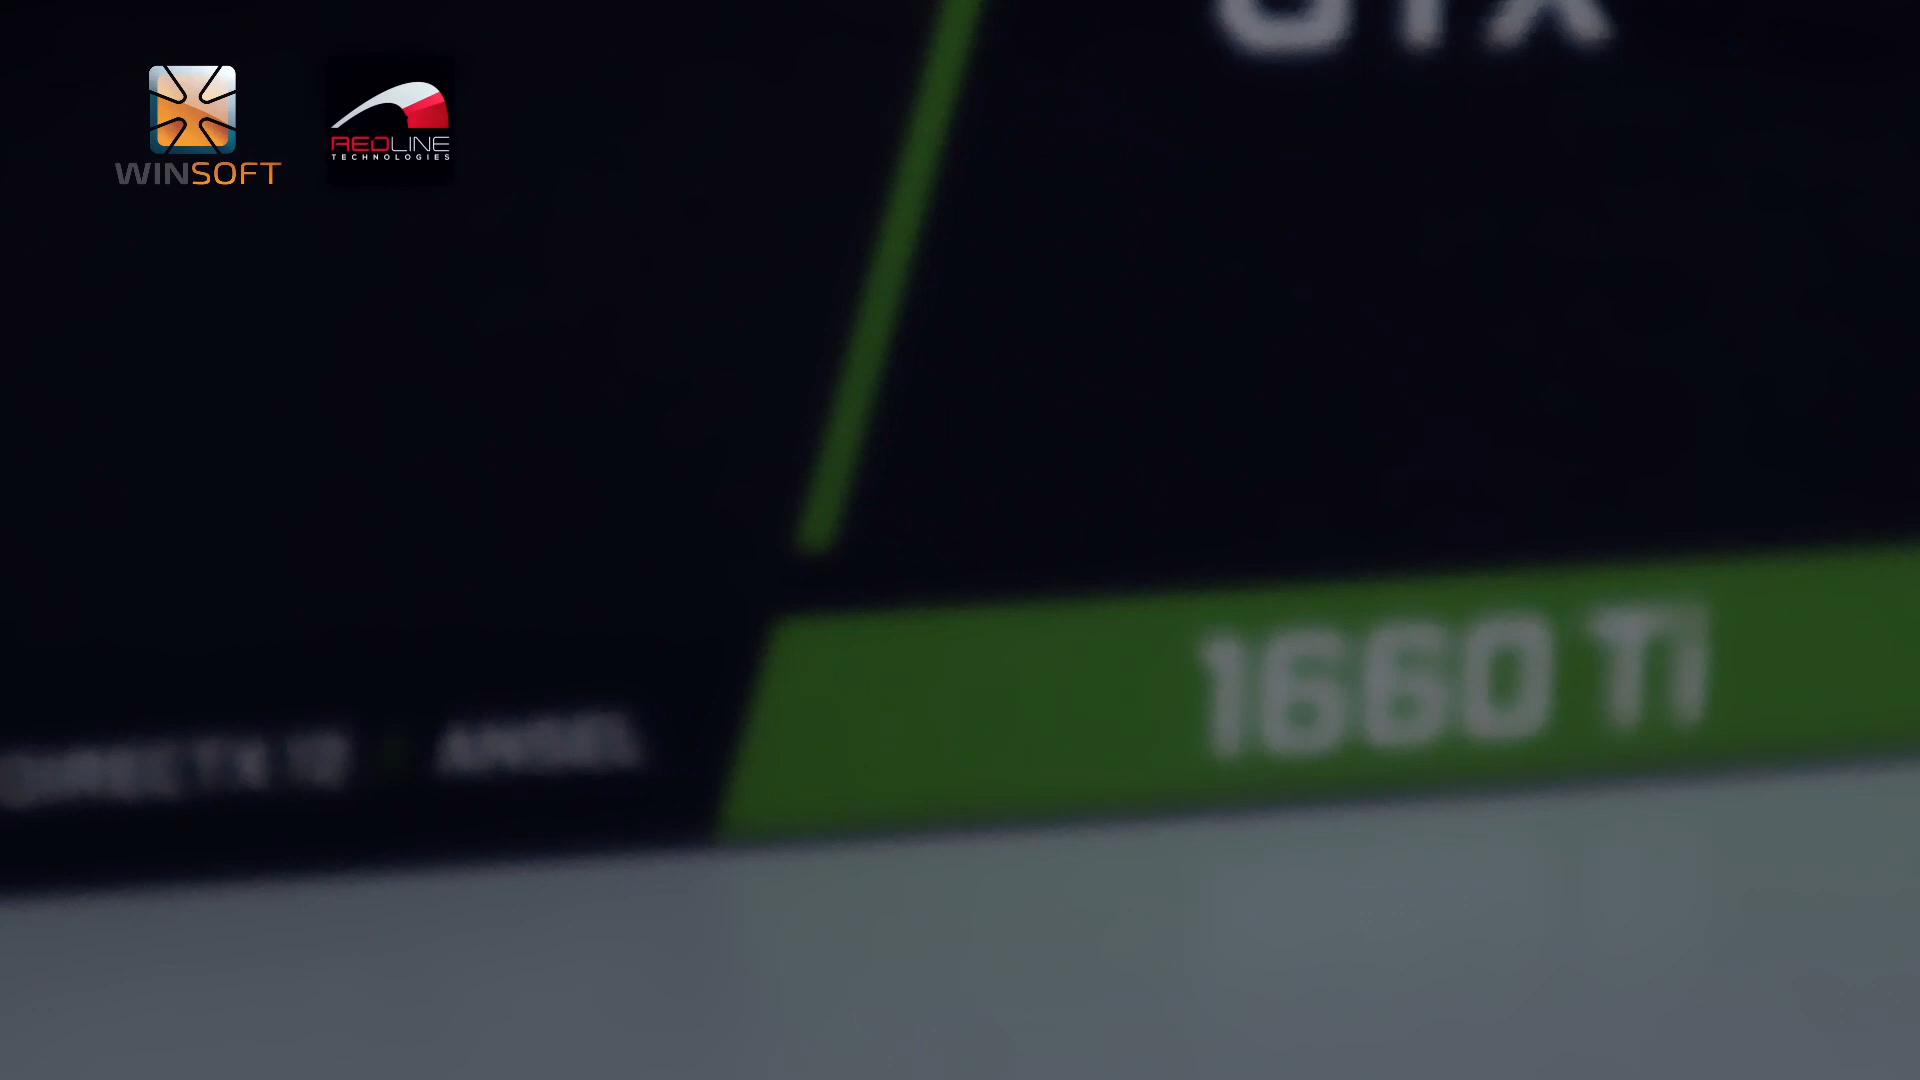 GTX
WINSOFT
REDLINE
TECHNOLOGIES
1660 Ti
DIRECTX 12 ANSEL